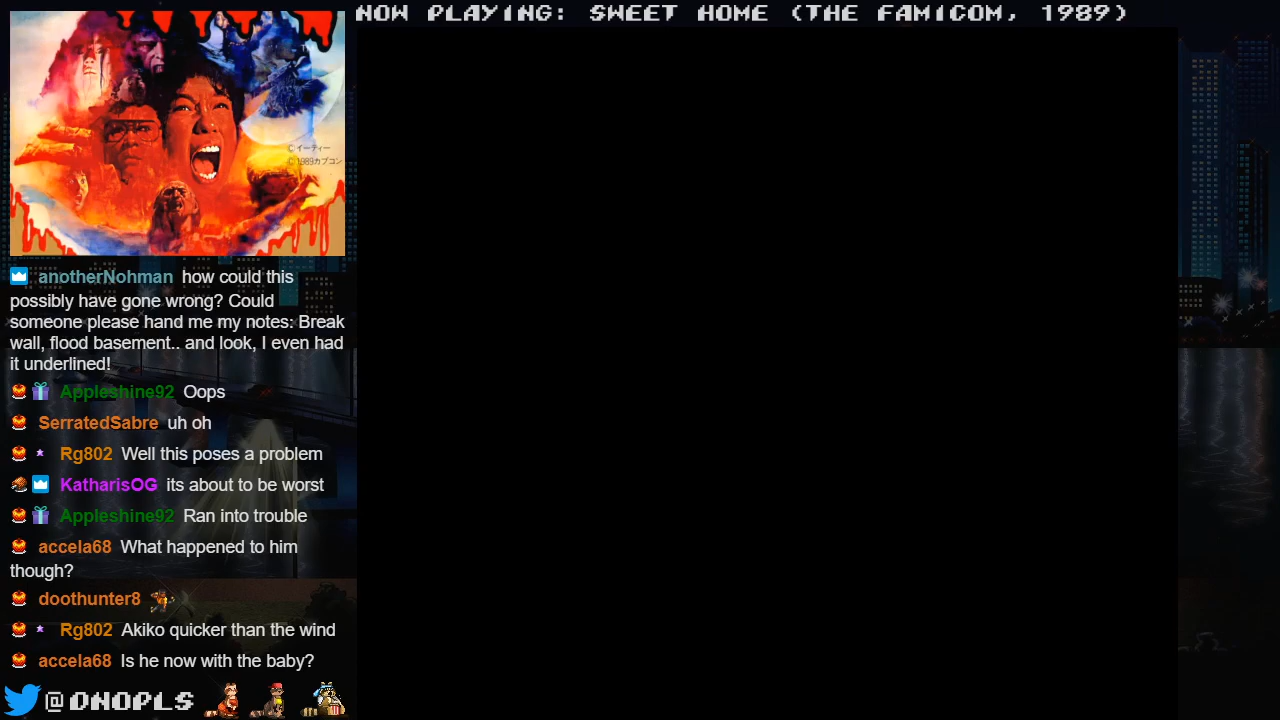 NOW PLAYING: SWEET HOME (THE FAMICOM, 1989)
© イーティー
© 1989カプコン
anotherNohman how could this
possibly have gone wrong? Could
someone please hand me my notes: Break
wall, flood basement.. and look, I even had
it underlined!
Appleshine92 Oops
SerratedSabre uh oh
Rg802 Well this poses a problem
KatharisOG its about to be worst
Appleshine92 Ran into trouble
accela68 What happened to him
though?
doothunter8
Rg802 Akiko quicker than the wind
accela68 Is he now with the baby?
@DNOPLS